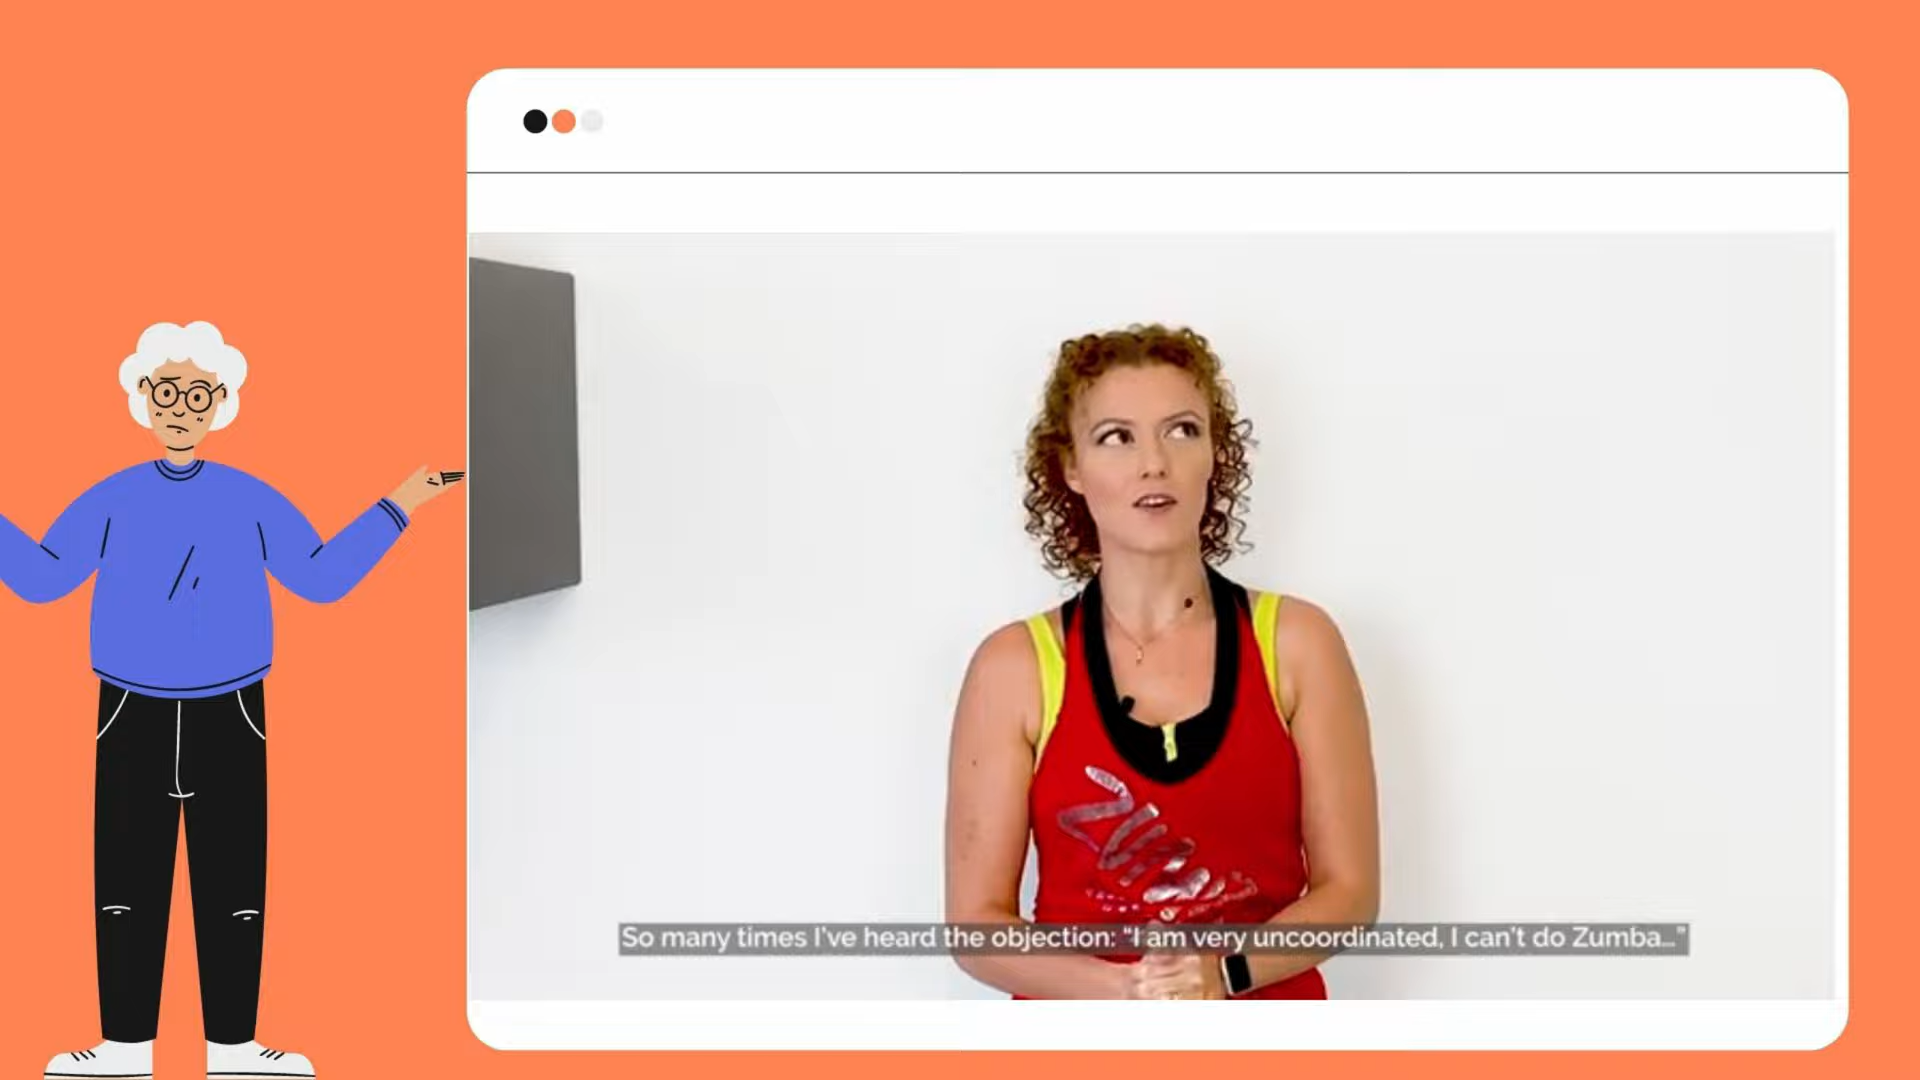 So many times I've heard the objection: “I am very uncoordinated, I can't do Zumba...”